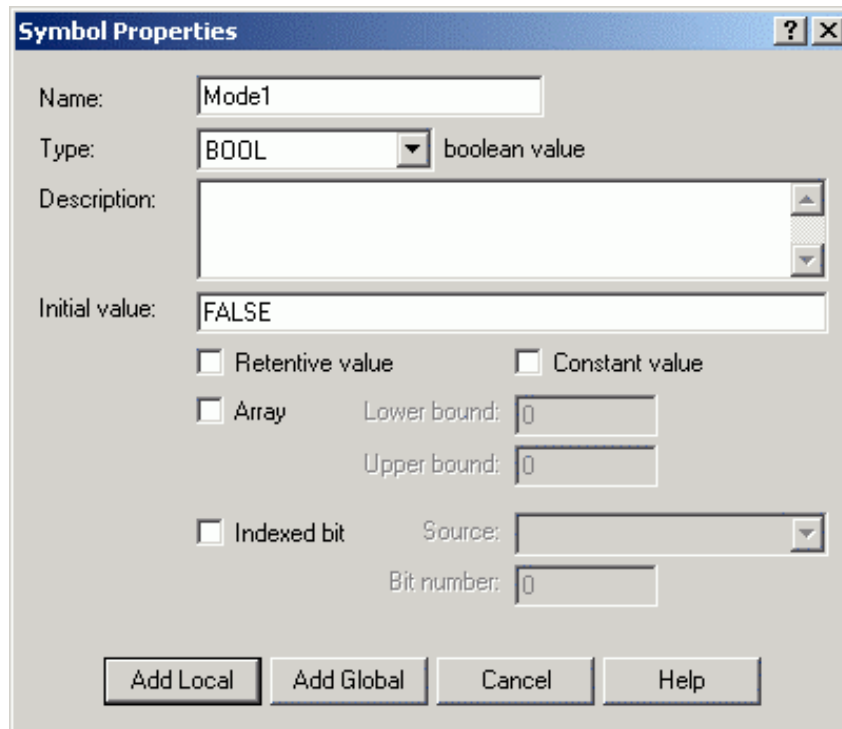 Symbol Properties
Name: Mode1
Type: BOOL boolean value
Description:
Initial value: FALSE
Retentive value Constant value
Array Lower bound: 0
Upper bound: 0
Indexed bit Source:
Bit number: 0
Add Local Add Global Cancel Help